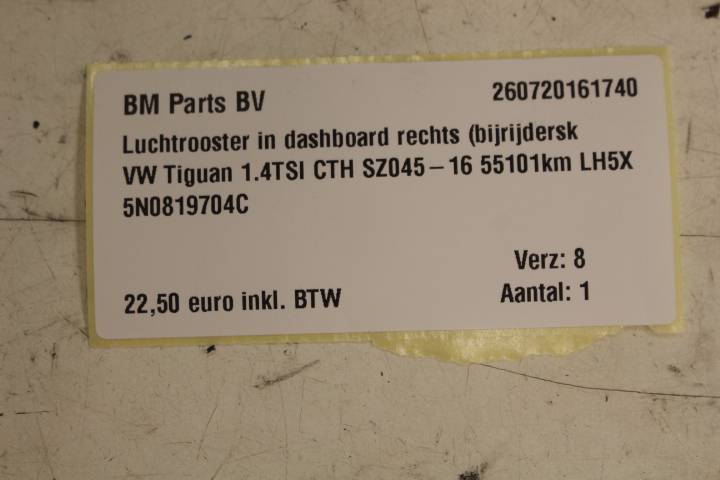 BM Parts BV 260720161740
Luchtrooster in dashboard rechts (bijrijdersk
VW Tiguan 1.4TSI CTH SZ045-16 55101km LH5X
5N0819704C
Verz: 8
22,50 euro inkl. BTW Aantal: 1